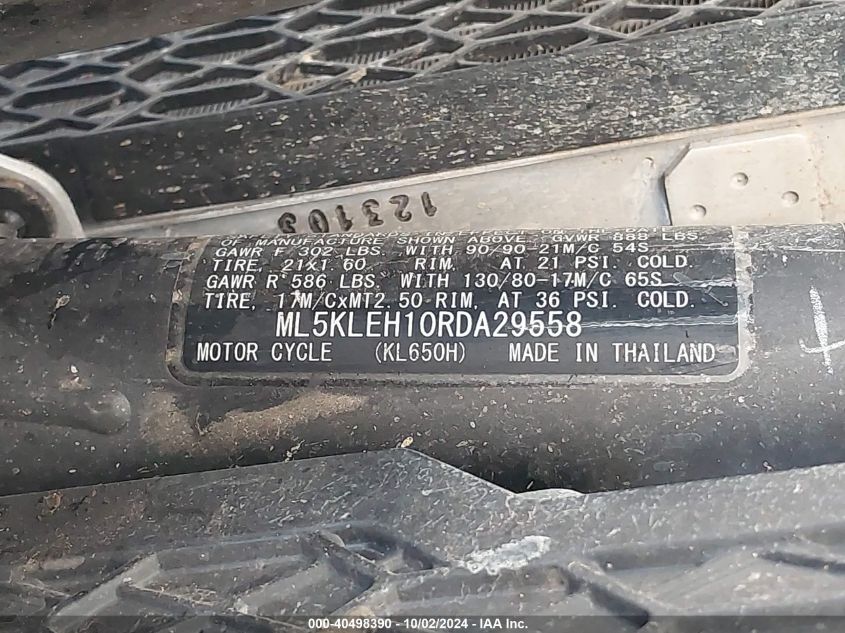 123103
OF MANUFACTURE SHOWN ABOVE. GVWR 888 LBS.
GAWR F 302 LBS. WITH 90/90-21M/C 54S
TIRE, 21x1.60 RIM, AT 21 PSI. COLD.
GAWR R 586 LBS. WITH 130/80-17M/C 65S
TIRE, 17M/CxMT2.50 RIM, AT 36 PSI. COLD.
ML5KLEH10RDA29558
MOTOR CYCLE (KL650H) MADE IN THAILAND
000-40498390 - 10/02/2024 - IAA Inc.